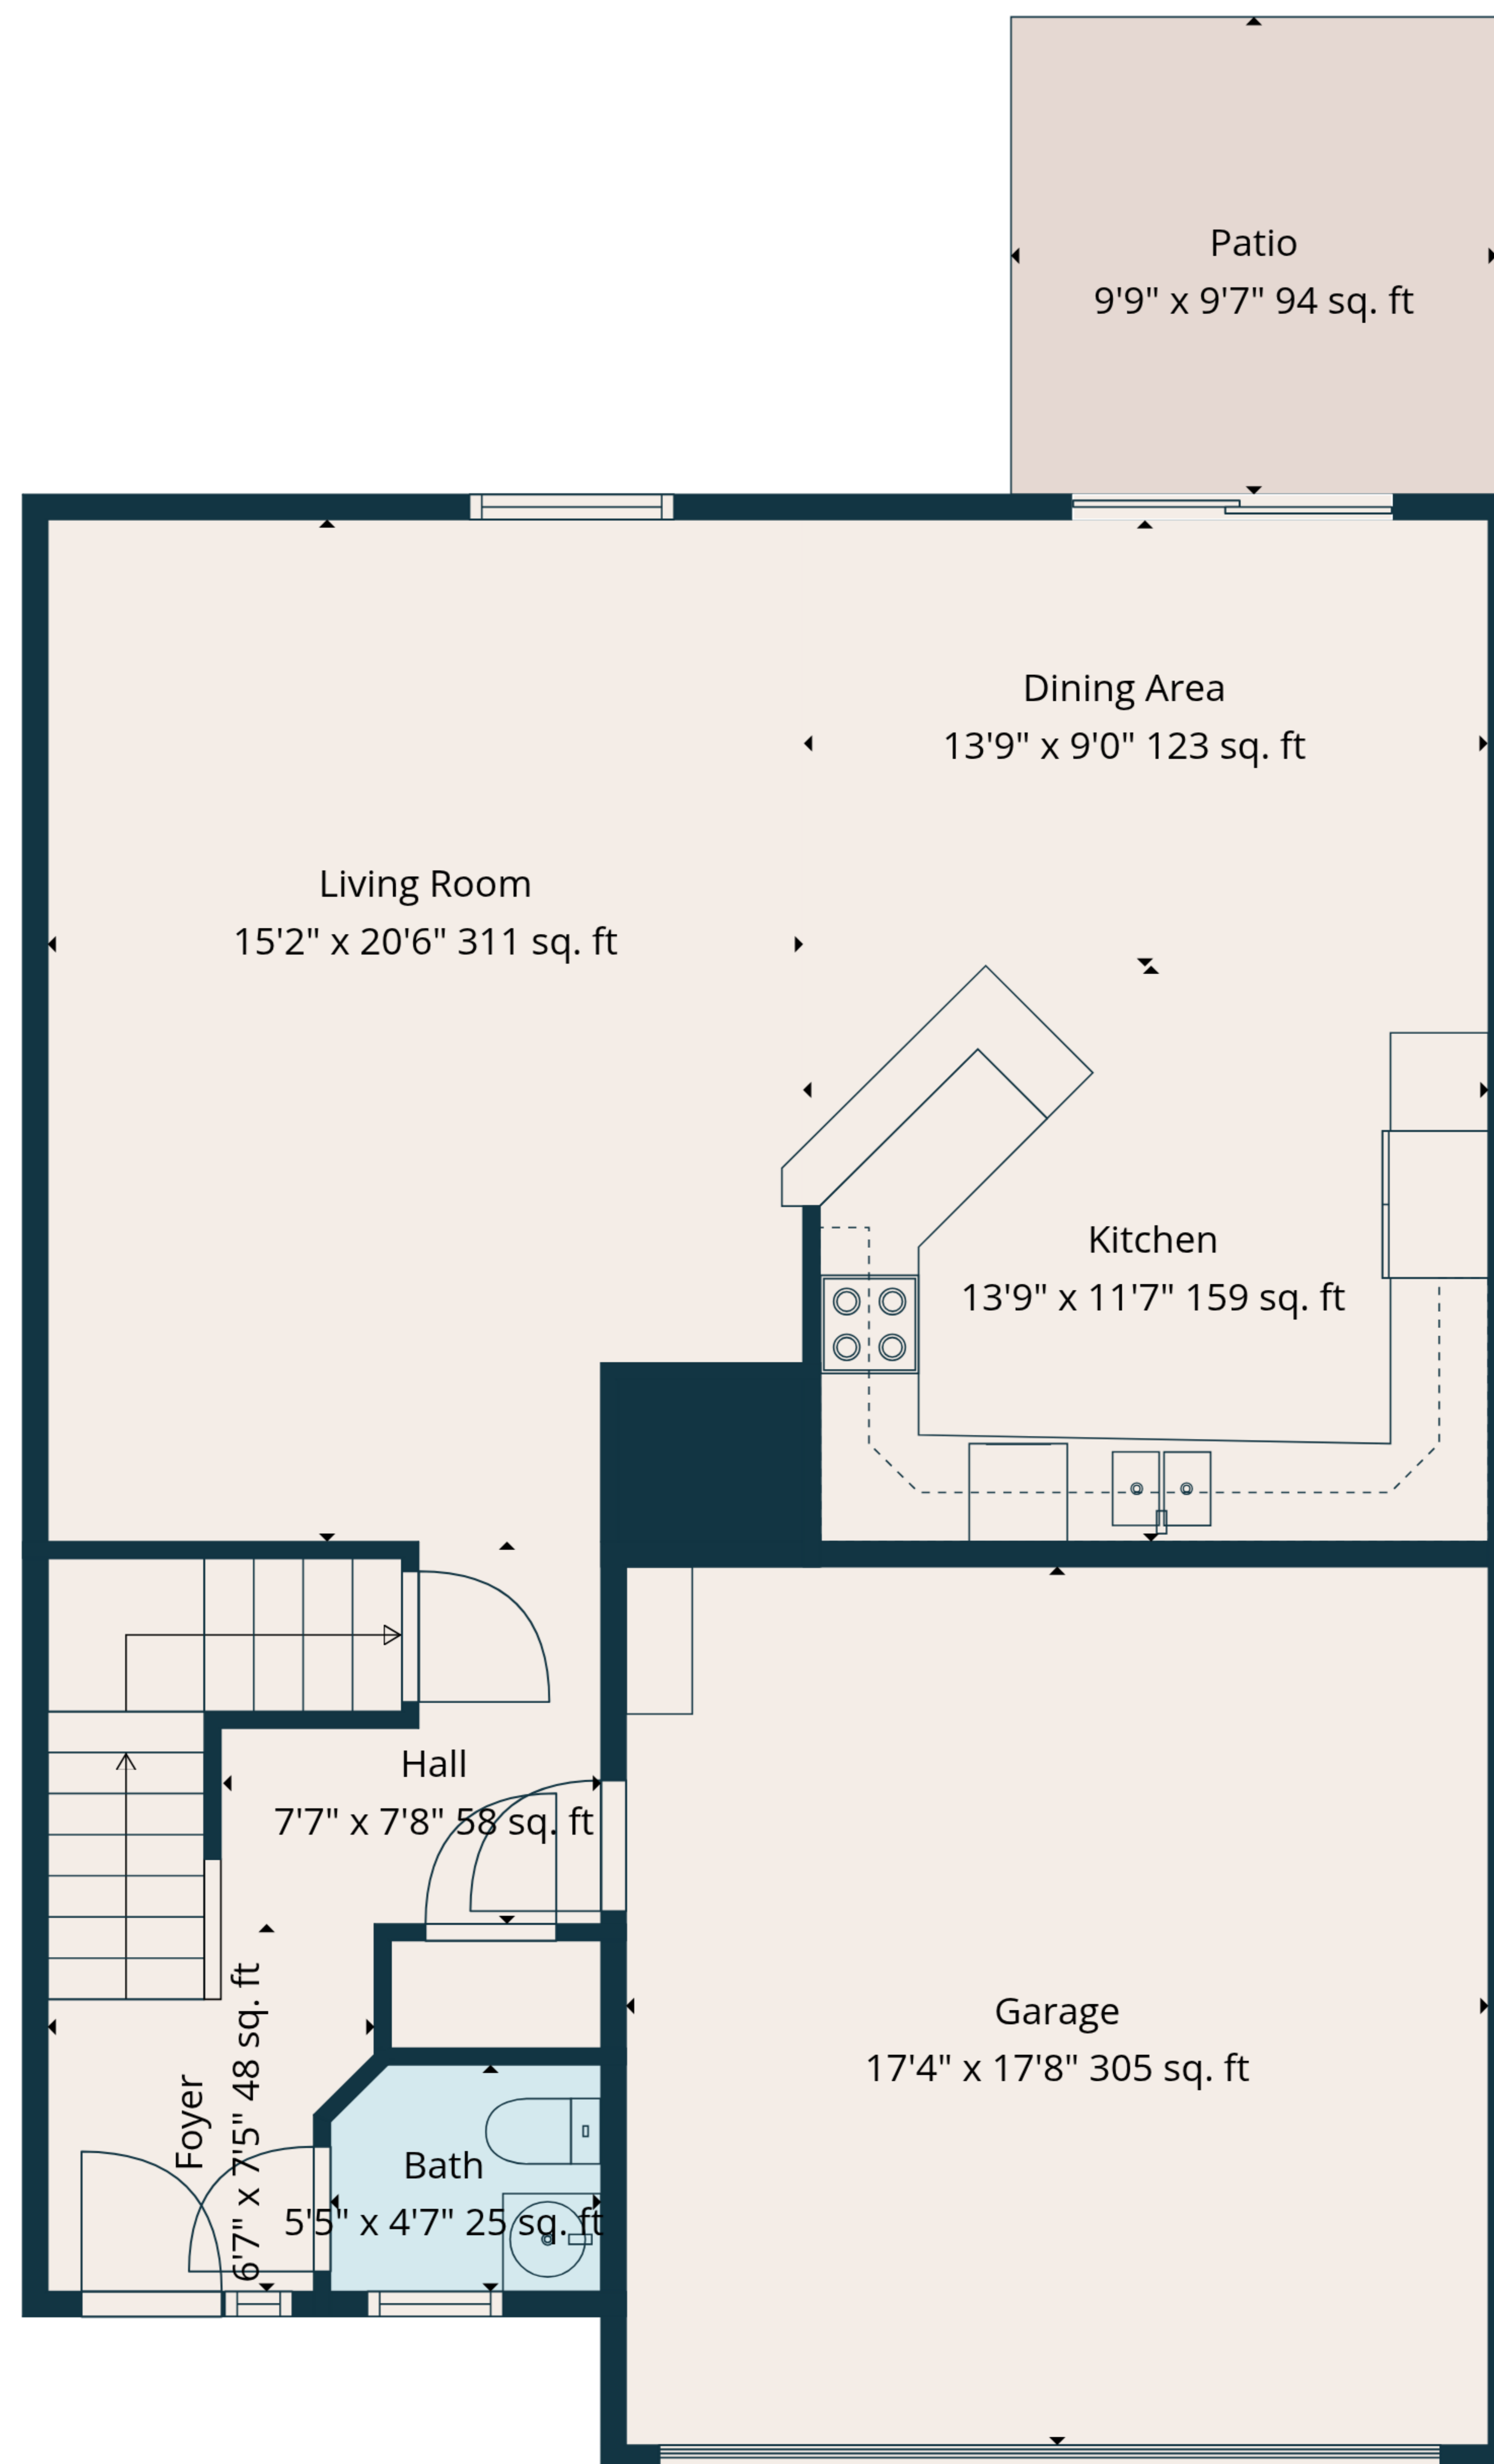 Patio
9'9" x 9'7" 94 sq. ft
Dining Area
13'9" x 9'0" 123 sq. ft
Living Room
15'2" x 20'6" 311 sq. ft
Kitchen
13'9" x 11'7" 159 sq. ft
Hall
7'7" x 7'8" 58 sq. ft
Garage
17'4" x 17'8" 305 sq. ft
Foyer
6'7" x 7'5" 48 sq. ft
Bath
5'5" x 4'7" 25 sq. ft